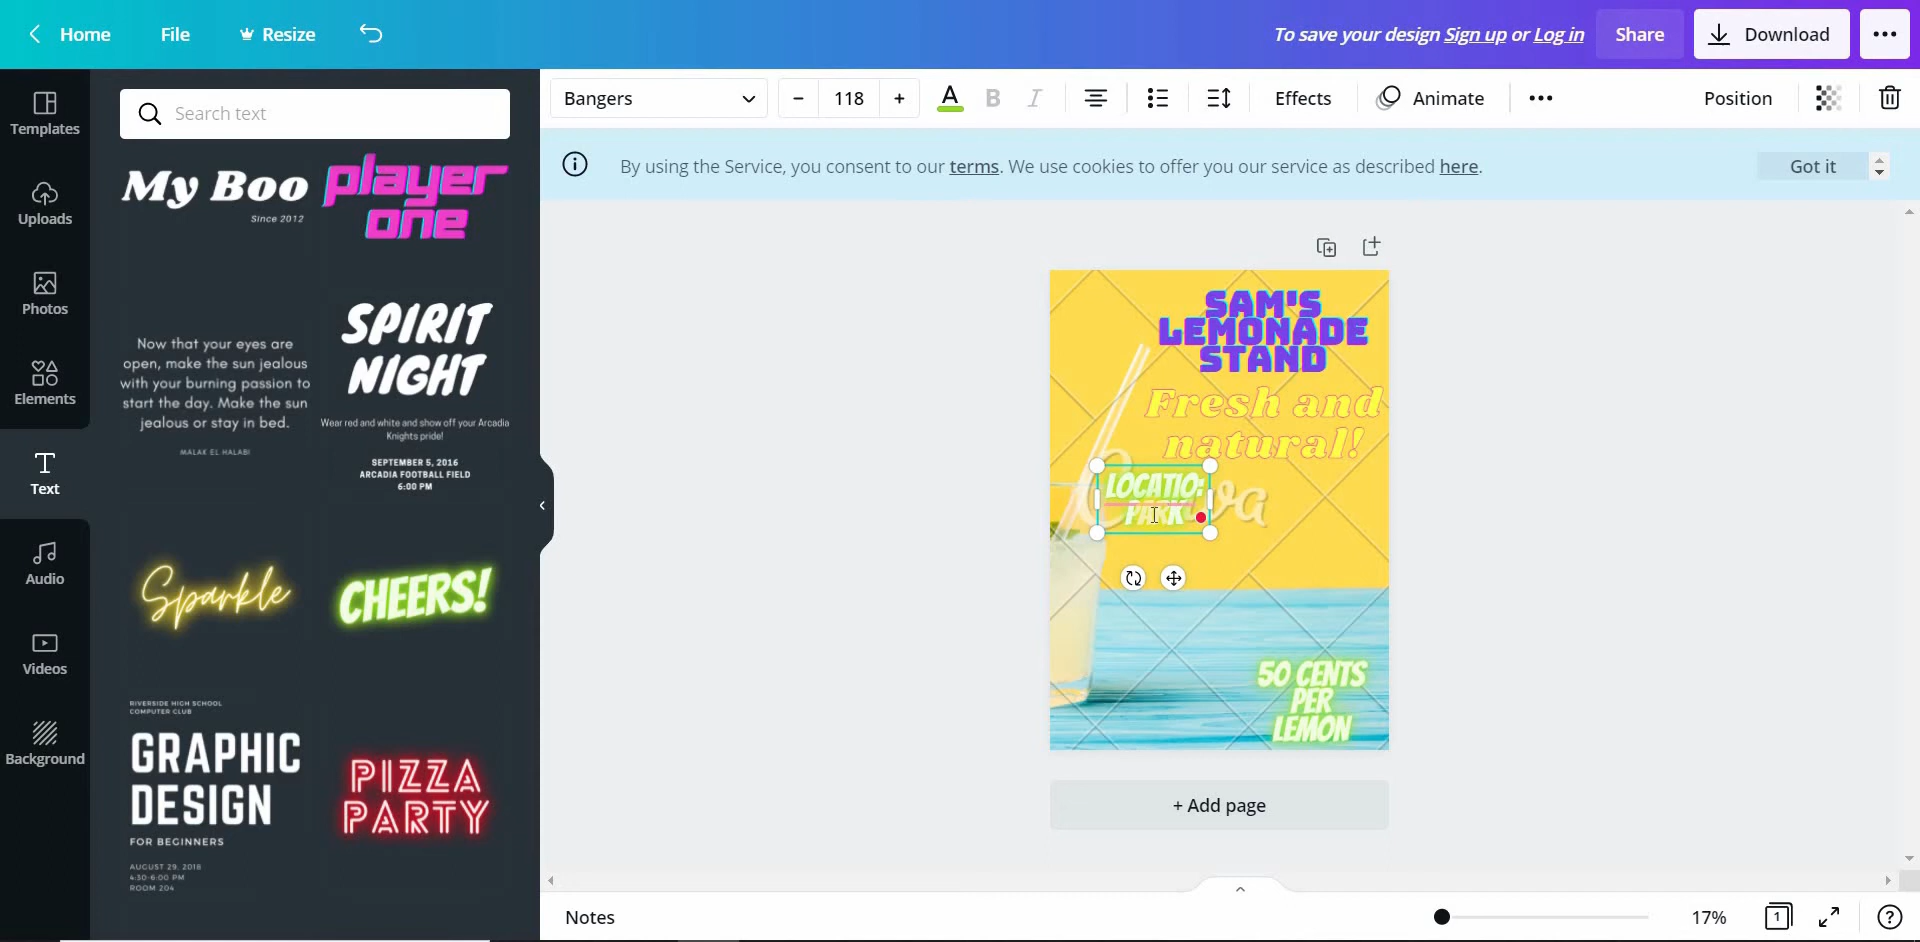 Home
File
Resize
To save your design Sign up or Log in
Share
Download
Templates
Uploads
Photos
Elements
Text
Audio
Videos
Background
Search text
My Boo
Since 2012
player
one
Now that your eyes are
open, make the sun jealous
with your burning passion to
start the day. Make the sun
jealous or stay in bed.
MALAK EL HALABI
SPIRIT
NIGHT
Wear red and white and show off your Arcadia
Knights pride!
SEPTEMBER 5, 2016
ARCADIA FOOTBALL FIELD
6:00 PM
Sparkle
CHEERS!
RIVERSIDE HIGH SCHOOL
COMPUTER CLUB
GRAPHIC
DESIGN
FOR BEGINNERS
AUGUST 29, 2018
4:30-6:00 PM
ROOM 204
PIZZA
PARTY
Bangers
118
A
B
I
Effects
Animate
Position
By using the Service, you consent to our terms. We use cookies to offer you our service as described here.
Got it
SAM'S
LEMONADE
STAND
Fresh and
natural!
LOCATIO:
PARK
Canva
50 CENTS
PER
LEMON
+ Add page
Notes
17%
1